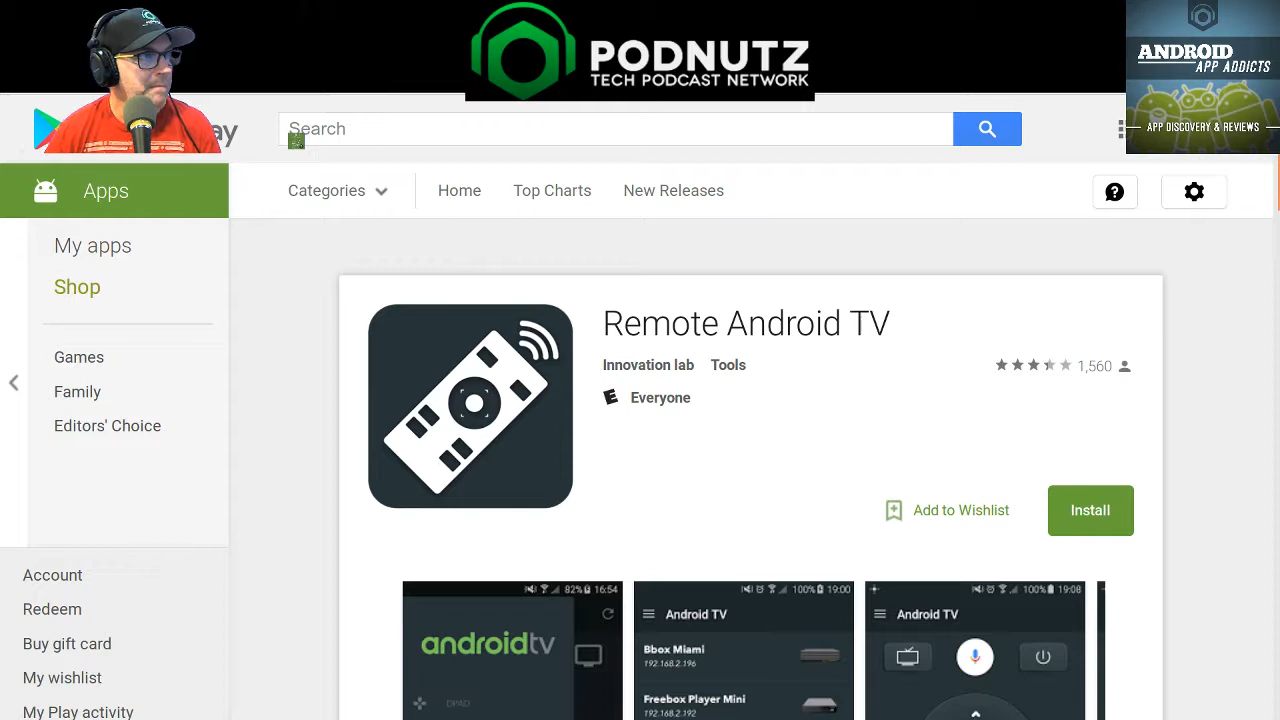 PODNUTZ
TECH PODCAST NETWORK
ANDROID
APP ADDICTS
APP DISCOVERY & REVIEWS
Search
Apps
Categories
Home
Top Charts
New Releases
My apps
Shop
Games
Family
Editors' Choice
Account
Redeem
Buy gift card
My wishlist
My Play activity
Remote Android TV
Innovation lab Tools
1,560
E Everyone
Add to Wishlist
Install
82% 16:54
androidtv
DPAD
100% 19:00
Android TV
Bbox Miami
192.168.2.196
Freebox Player Mini
192.168.2.192
100% 19:08
Android TV